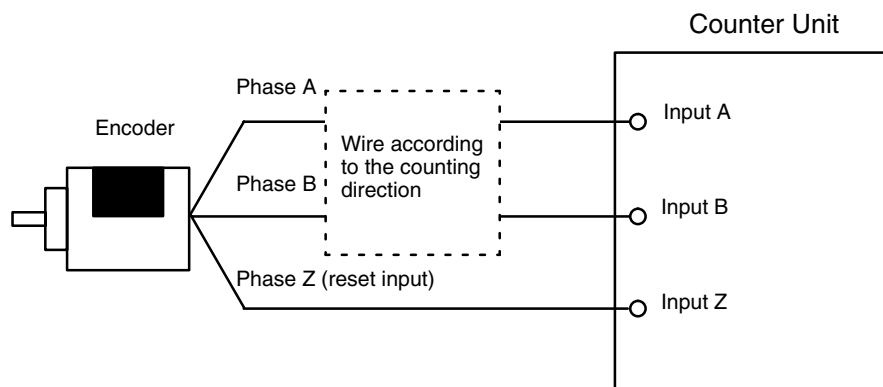 Counter Unit
Phase A
Input A
Encoder
Wire according
to the counting
direction
Phase B
Input B
Phase Z (reset input)
Input Z